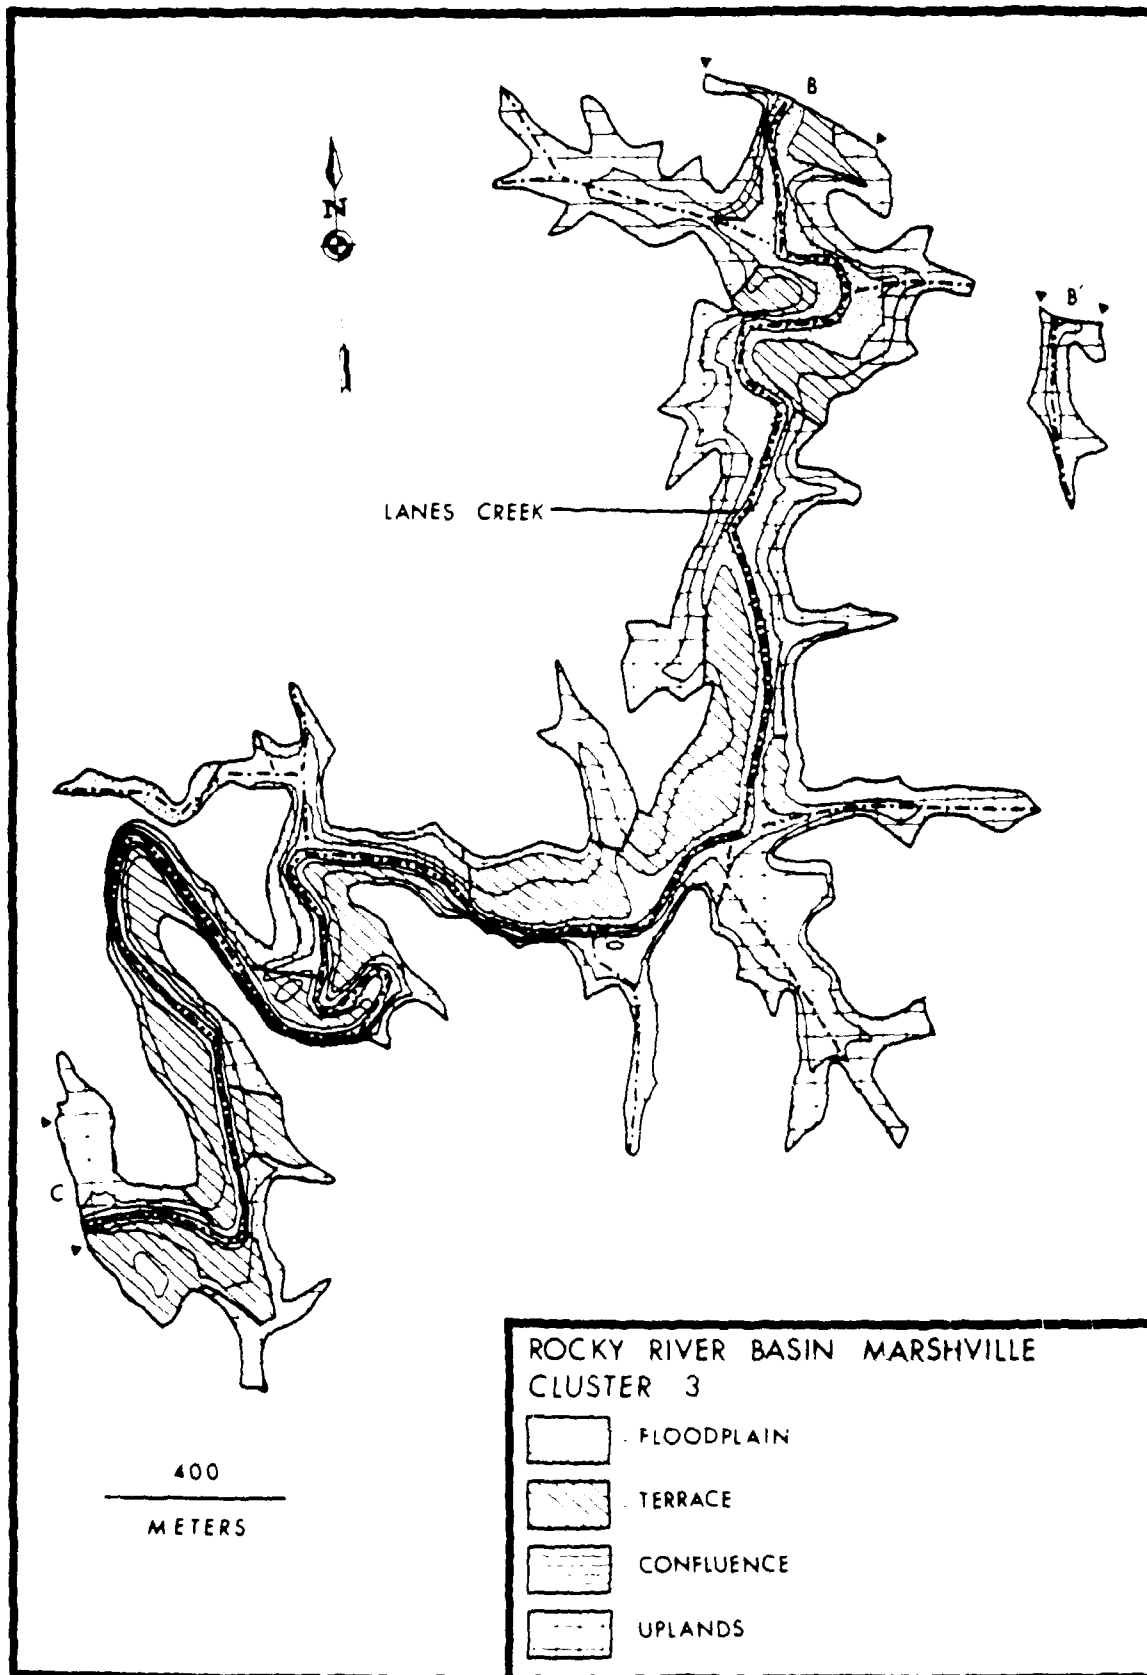 B
N
B'
LANES CREEK
C
400
METERS
ROCKY RIVER BASIN MARSHVILLE
CLUSTER 3
FLOODPLAIN
TERRACE
CONFLUENCE
UPLANDS